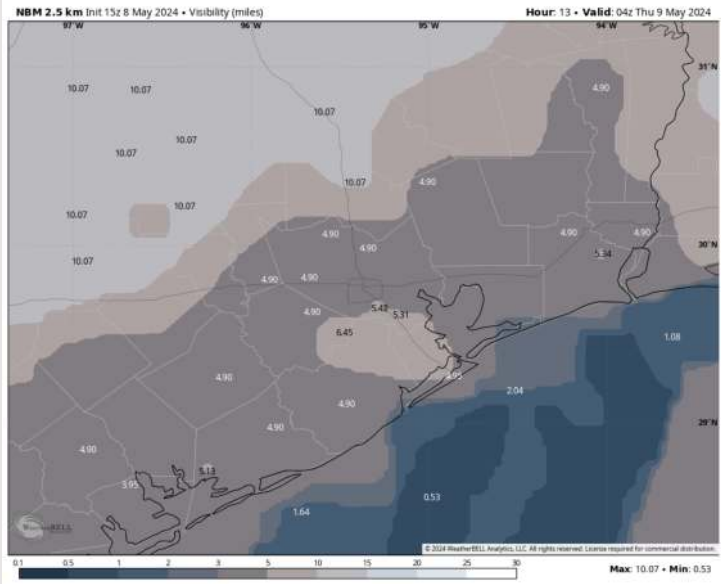 NBM 2.5 km Init 15z 8 May 2024 • Visibility (miles)
Hour: 13 • Valid: 04z Thu 9 May 2024
97°W 96°W 95°W 94°W
31°N
10.07 10.07 4.90
10.07
10.07
10.07
10.07 4.90
10.07 10.07
4.90 4.90 4.90
4.90 30°N
5.34
10.07
4.90 4.90
4.90 5.42 5.31
6.45 1.08
4.90 4.95 2.04
4.90
4.90 29°N
4.90
5.13
3.95
0.53
1.64
WeatherBELL
© 2024 WeatherBELL Analytics, LLC. All rights reserved. License required for commercial distribution.
0.1 0.5 1 2 3 5 10 15 20 25 30
Max: 10.07 • Min: 0.53